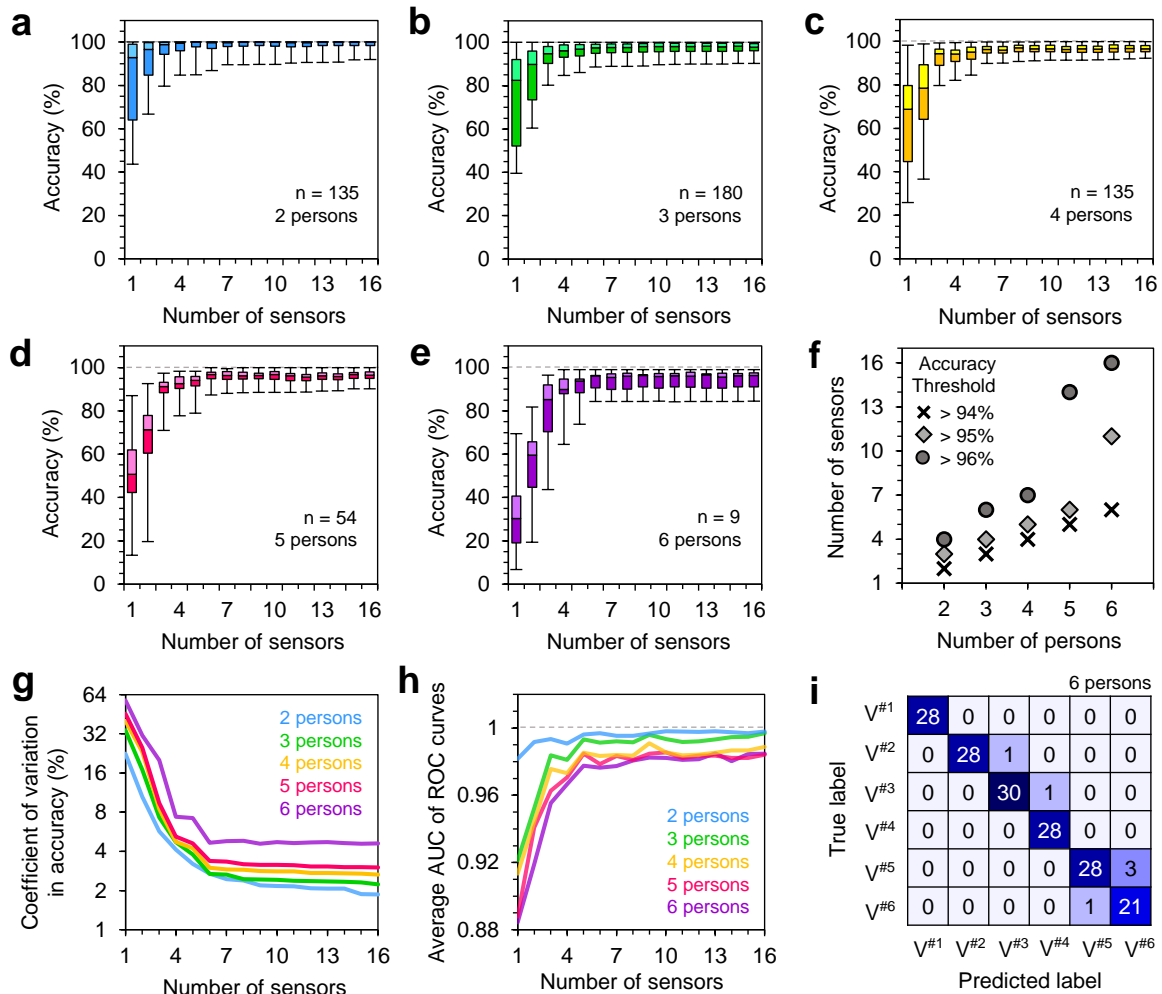 a
100
80
60
40
20
0
Accuracy (%)
n = 135
2 persons
1 4 7 10 13 16
Number of sensors
b
100
80
60
40
20
0
Accuracy (%)
n = 180
3 persons
1 4 7 10 13 16
Number of sensors
c
100
80
60
40
20
0
Accuracy (%)
n = 135
4 persons
1 4 7 10 13 16
Number of sensors
d
100
80
60
40
20
0
Accuracy (%)
n = 54
5 persons
1 4 7 10 13 16
Number of sensors
e
100
80
60
40
20
0
Accuracy (%)
n = 9
6 persons
1 4 7 10 13 16
Number of sensors
f
16
13
10
7
4
1
Number of sensors
Accuracy
Threshold
> 94%
> 95%
> 96%
2 3 4 5 6
Number of persons
g
64
32
16
8
4
2
1
Coefficient of variation
in accuracy (%)
2 persons
3 persons
4 persons
5 persons
6 persons
1 4 7 10 13 16
Number of sensors
h
1
0.96
0.92
0.88
Average AUC of ROC curves
2 persons
3 persons
4 persons
5 persons
6 persons
1 4 7 10 13 16
Number of sensors
i
6 persons
True label
V#1 28 0 0 0 0 0
V#2 0 28 1 0 0 0
V#3 0 0 30 1 0 0
V#4 0 0 0 28 0 0
V#5 0 0 0 0 28 3
V#6 0 0 0 0 1 21
V#1 V#2 V#3 V#4 V#5 V#6
Predicted label